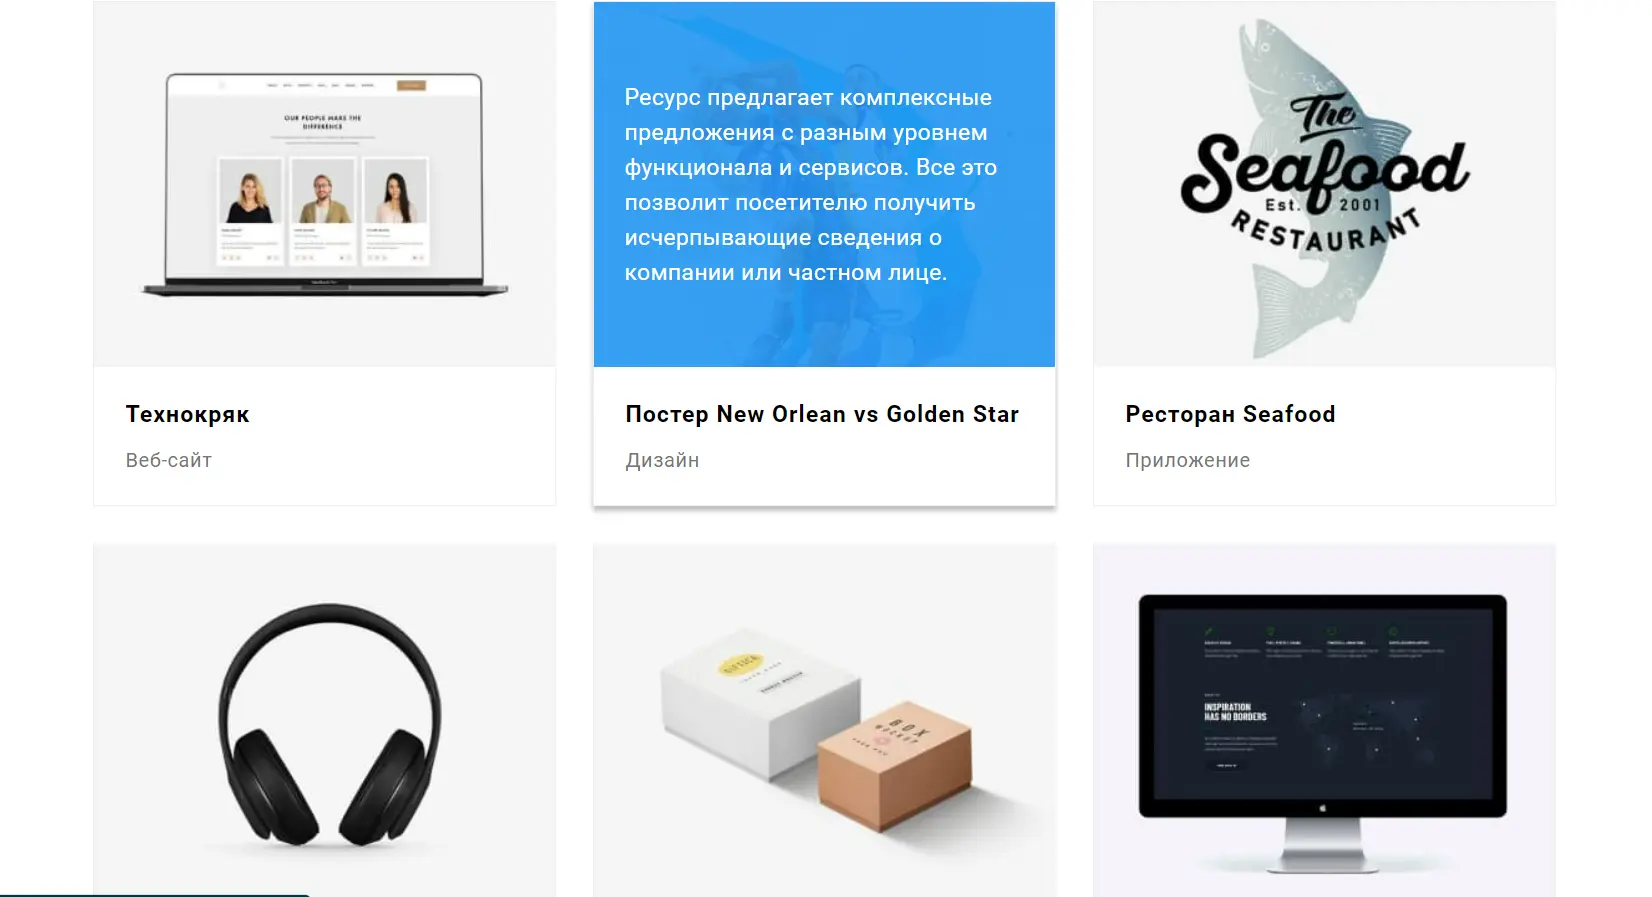 OUR PEOPLE MAKE THE
DIFFERENCE
Ресурс предлагает комплексные
предложения с разным уровнем
функционала и сервисов. Все это
позволит посетителю получить
исчерпывающие сведения о
компании или частном лице.
The
Seafood
Est. 2001
RESTAURANT
Технокряк
Веб-сайт
Постер New Orlean vs Golden Star
Дизайн
Ресторан Seafood
Приложение
BOX
INSPIRATION
HAS NO BORDERS